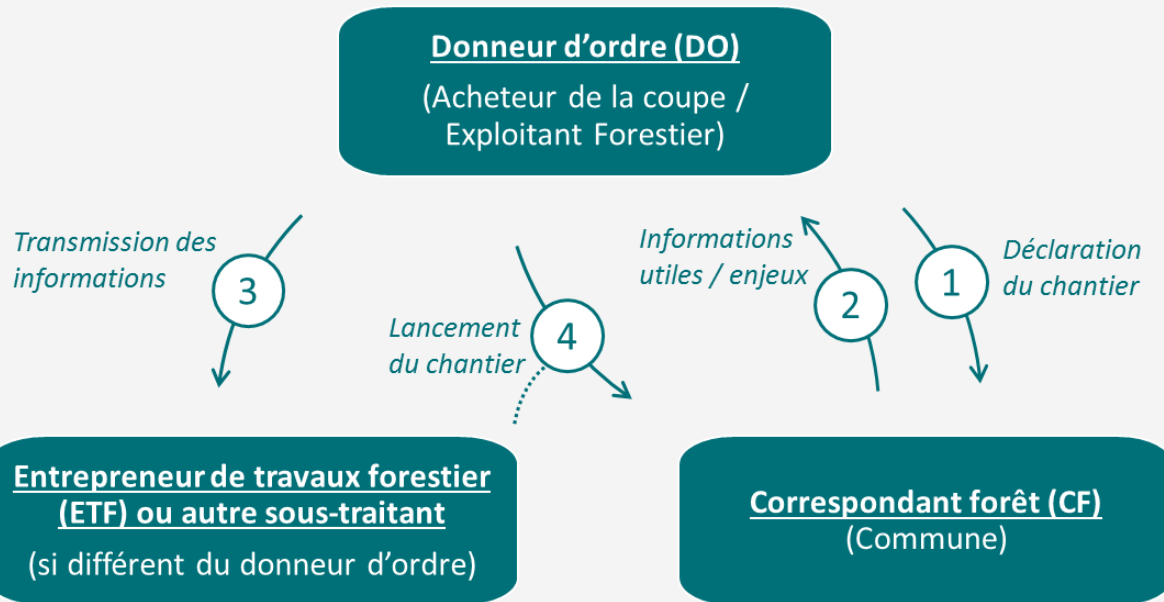 Donneur d'ordre (DO)
(Acheteur de la coupe /
Exploitant Forestier)
Transmission des
informations
3
Lancement
du chantier
4
Informations
utiles / enjeux
2
1
Déclaration
du chantier
Entrepreneur de travaux forestier
(ETF) ou autre sous-traitant
(si différent du donneur d'ordre)
Correspondant forêt (CF)
(Commune)